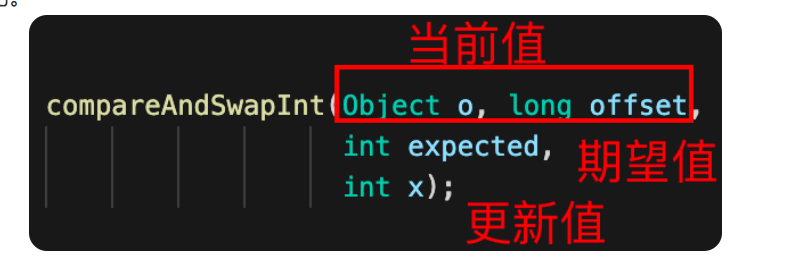 当前值
compareAndSwapInt(Object o, long offset,
int expected,
期望值
int x);
更新值